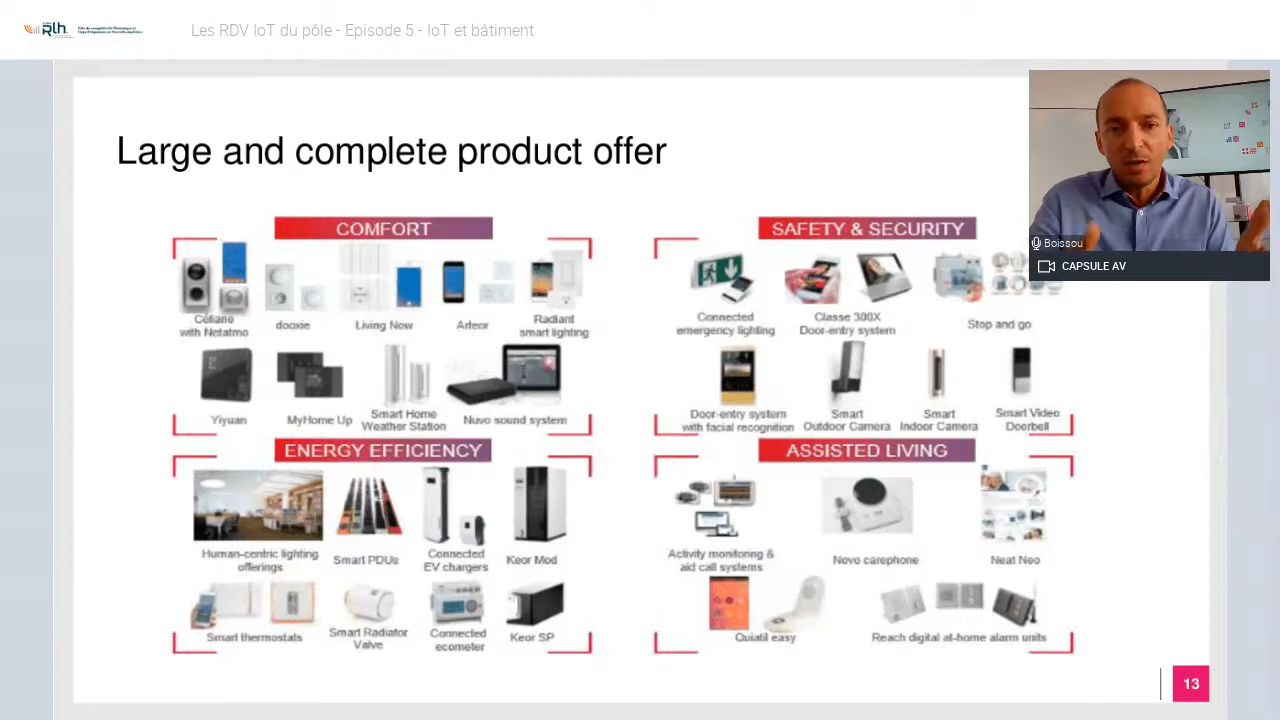 Rlh
Les RDV IoT du pôle - Episode 5 - IoT et bâtiment
Large and complete product offer
Boissou
CAPSULE AV
COMFORT
Céliane
with Netatmo
dooxie
Living Now
Arteor
Radiant
smart lighting
Yiyuan
MyHome Up
Smart Home
Weather Station
Nuvo sound system
SAFETY & SECURITY
Connected
emergency lighting
Classe 300X
Door-entry system
Stop and go
Door-entry system
with facial recognition
Smart
Outdoor Camera
Smart
Indoor Camera
Smart Video
Doorbell
ENERGY EFFICIENCY
Human-centric lighting
offerings
Smart PDUs
Connected
EV chargers
Keor Mod
Smart thermostats
Smart Radiator
Valve
Connected
ecometer
Keor SP
ASSISTED LIVING
Activity monitoring &
aid call systems
Novo carephone
Neat Neo
Quiatil easy
Reach digital at-home alarm units
13